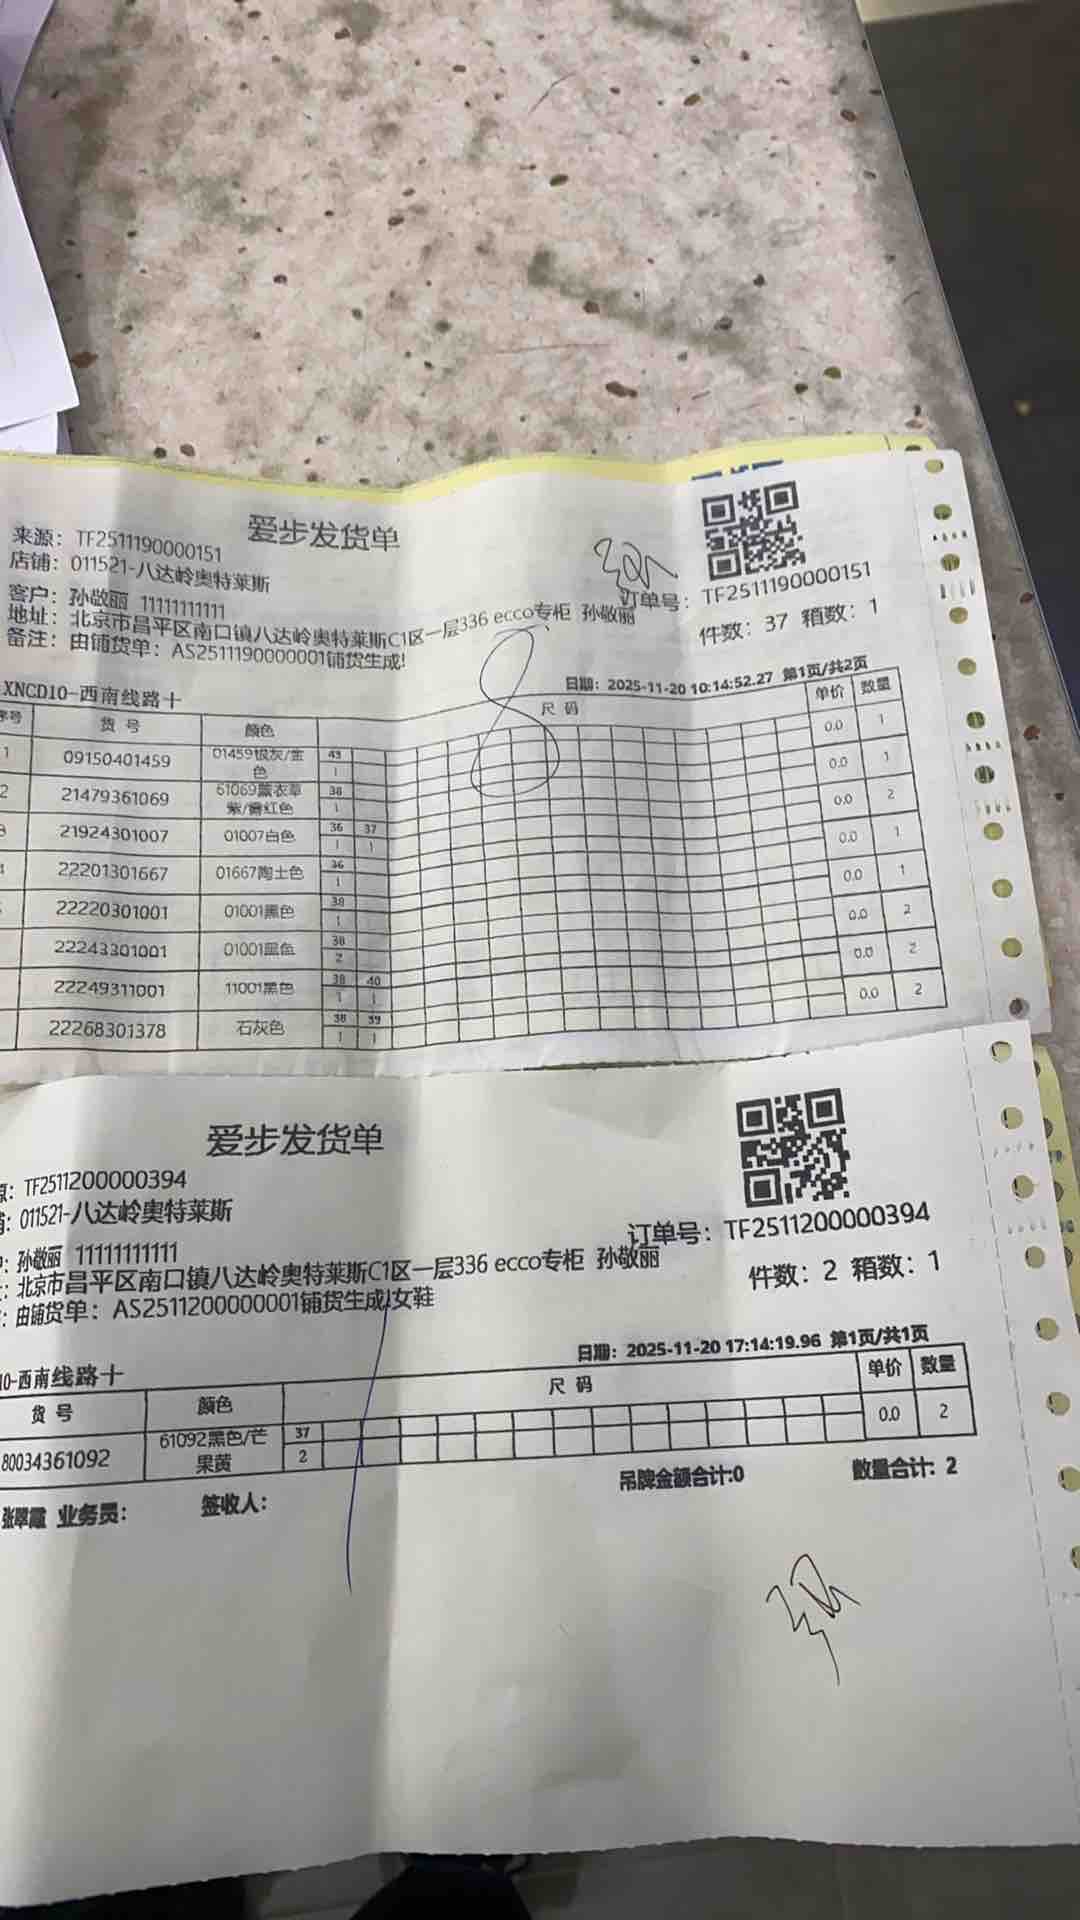 爱步发货单
来源：TF2511190000151
店铺：011521-八达岭奥特莱斯
订单号：TF2511190000151
客户：孙敬丽 11111111111
件数：37 箱数：1
地址：北京市昌平区南口镇八达岭奥特莱斯C1区一层336 ecco专柜 孙敬丽
备注：由铺货单：AS2511190000001铺货生成!
8
XNCD10-西南线路十
日期：2025-11-20 10:14:52.27 第1页/共2页
序号 货号 颜色 尺码 单价 数量
1 09150401459 01459极灰/金色 43 1 0.0 1
2 21479361069 61069薰衣草紫/酱红色 38 1 0.0 1
3 21924301007 01007白色 36 37 1 1 0.0 2
4 22201301667 01667陶土色 36 1 0.0 1
22220301001 01001黑色 38 1 0.0 1
22243301001 01001黑色 38 2 0.0 2
22249311001 11001黑色 38 40 1 1 0.0 2
22268301378 石灰色 38 39 1 1 0.0 2
爱步发货单
源：TF2511200000394
铺：011521-八达岭奥特莱斯
订单号：TF2511200000394
户：孙敬丽 11111111111
件数：2 箱数：1
：北京市昌平区南口镇八达岭奥特莱斯C1区一层336 ecco专柜 孙敬丽
：由铺货单：AS2511200000001铺货生成!女鞋
10-西南线路十
日期：2025-11-20 17:14:19.96 第1页/共1页
货号 颜色 尺码 单价 数量
80034361092 61092黑色/芒果黄 37 2 0.0 2
吊牌金额合计:0 数量合计：2
张翠霞 业务员： 签收人：